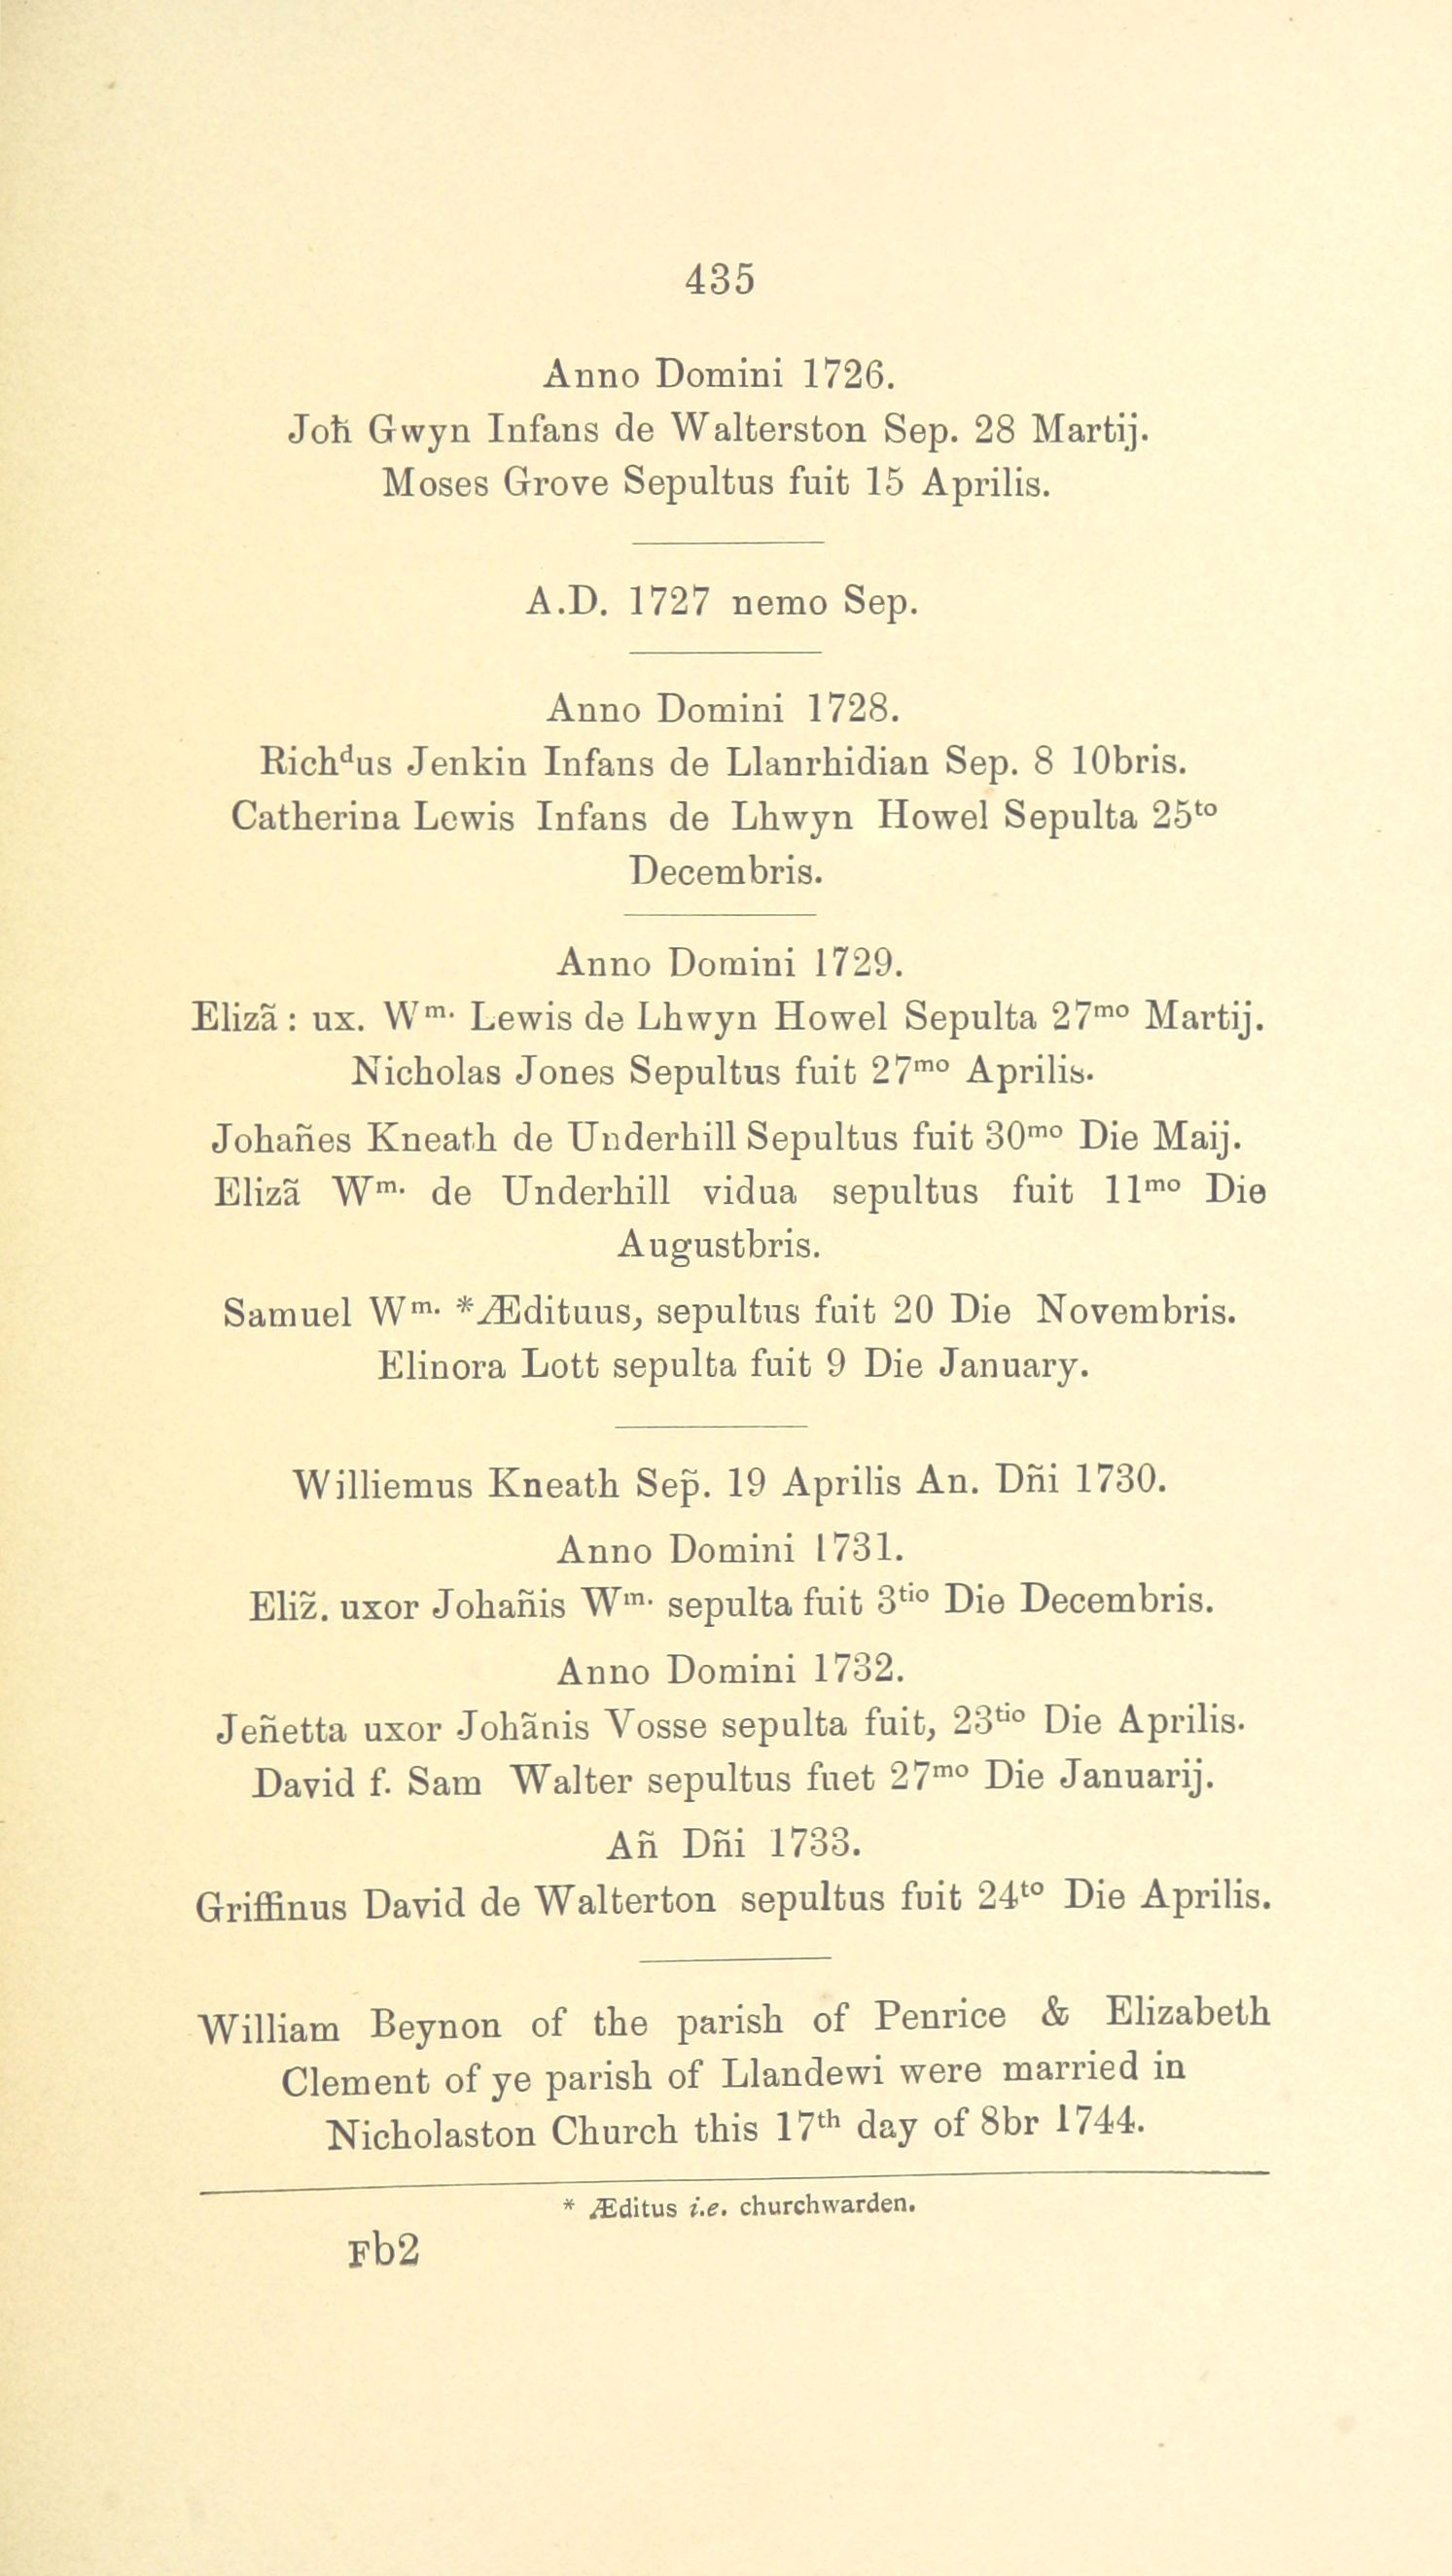 435
Anno Domini 1726.
Joħ Gwyn Infans de Walterston Sep. 28 Martij.
Moses Grove Sepultus fuit 15 Aprilis.
A.D. 1727 nemo Sep.
Anno Domini 1728.
Richᵈus Jenkin Infans de Llanrhidian Sep. 8 10bris.
Catherina Lewis Infans de Lhwyn Howel Sepulta 25ᵗᵒ
Decembris.
Anno Domini 1729.
Elizã : ux. Wᵐ· Lewis de Lhwyn Howel Sepulta 27ᵐᵒ Martij.
Nicholas Jones Sepultus fuit 27ᵐᵒ Aprilis.
Johañes Kneath de Underhill Sepultus fuit 30ᵐᵒ Die Maij.
Elizã Wᵐ· de Underhill vidua sepultus fuit 11ᵐᵒ Die
Augustbris.
Samuel Wᵐ· *Ædituus, sepultus fuit 20 Die Novembris.
Elinora Lott sepulta fuit 9 Die January.
Williemus Kneath Sep̃. 19 Aprilis An. Dñi 1730.
Anno Domini 1731.
Eliz̃. uxor Johañis Wᵐ· sepulta fuit 3ᵗⁱᵒ Die Decembris.
Anno Domini 1732.
Jeñetta uxor Johãnis Vosse sepulta fuit, 23ᵗⁱᵒ Die Aprilis.
David f. Sam Walter sepultus fuet 27ᵐᵒ Die Januarij.
Añ Dñi 1733.
Griffinus David de Walterton sepultus fuit 24ᵗᵒ Die Aprilis.
William Beynon of the parish of Penrice & Elizabeth
Clement of ye parish of Llandewi were married in
Nicholaston Church this 17ᵗʰ day of 8br 1744.
* Æditus i.e. churchwarden.
Fb2